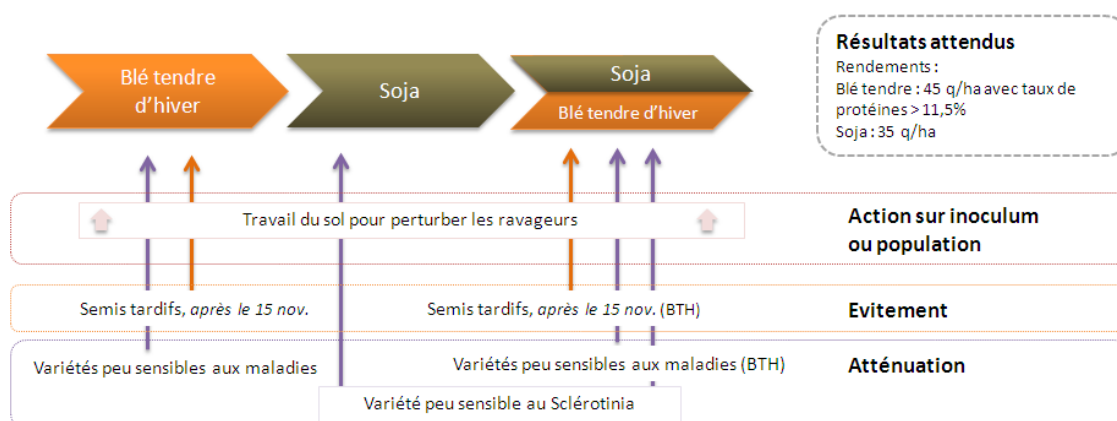 Blé tendre
d'hiver
Soja
Soja
Blé tendre d'hiver
Résultats attendus
Rendements :
Blé tendre : 45 q/ha avec taux de
protéines > 11,5%
Soja : 35 q/ha
Travail du sol pour perturber les ravageurs
Action sur inoculum
ou population
Semis tardifs, après le 15 nov.
Semis tardifs, après le 15 nov. (BTH)
Evitement
Variétés peu sensibles aux maladies
Variétés peu sensibles aux maladies (BTH)
Atténuation
Variété peu sensible au Sclérotinia